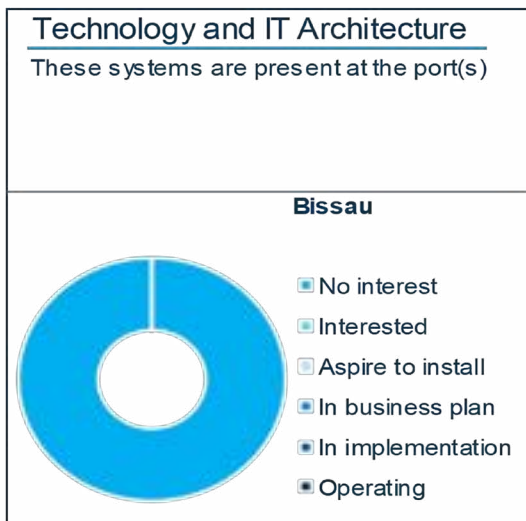 Technology and IT Architecture
These systems are present at the port(s)
Bissau
No interest
Interested
Aspire to install
In business plan
In implementation
Operating